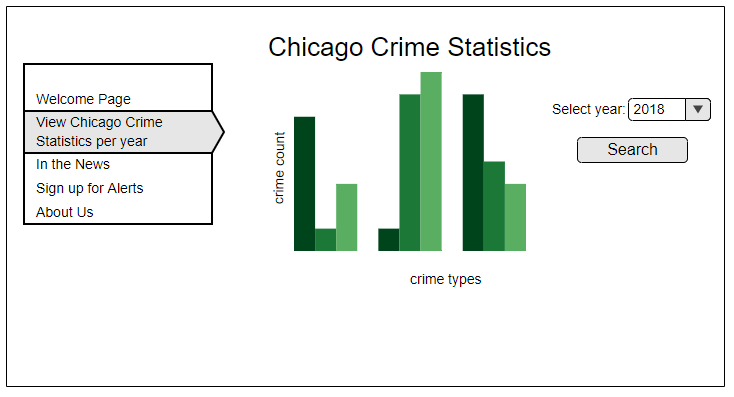 Chicago Crime Statistics
Welcome Page
View Chicago Crime
Statistics per year
In the News
Sign up for Alerts
About Us
crime count
crime types
Select year: 2018
Search